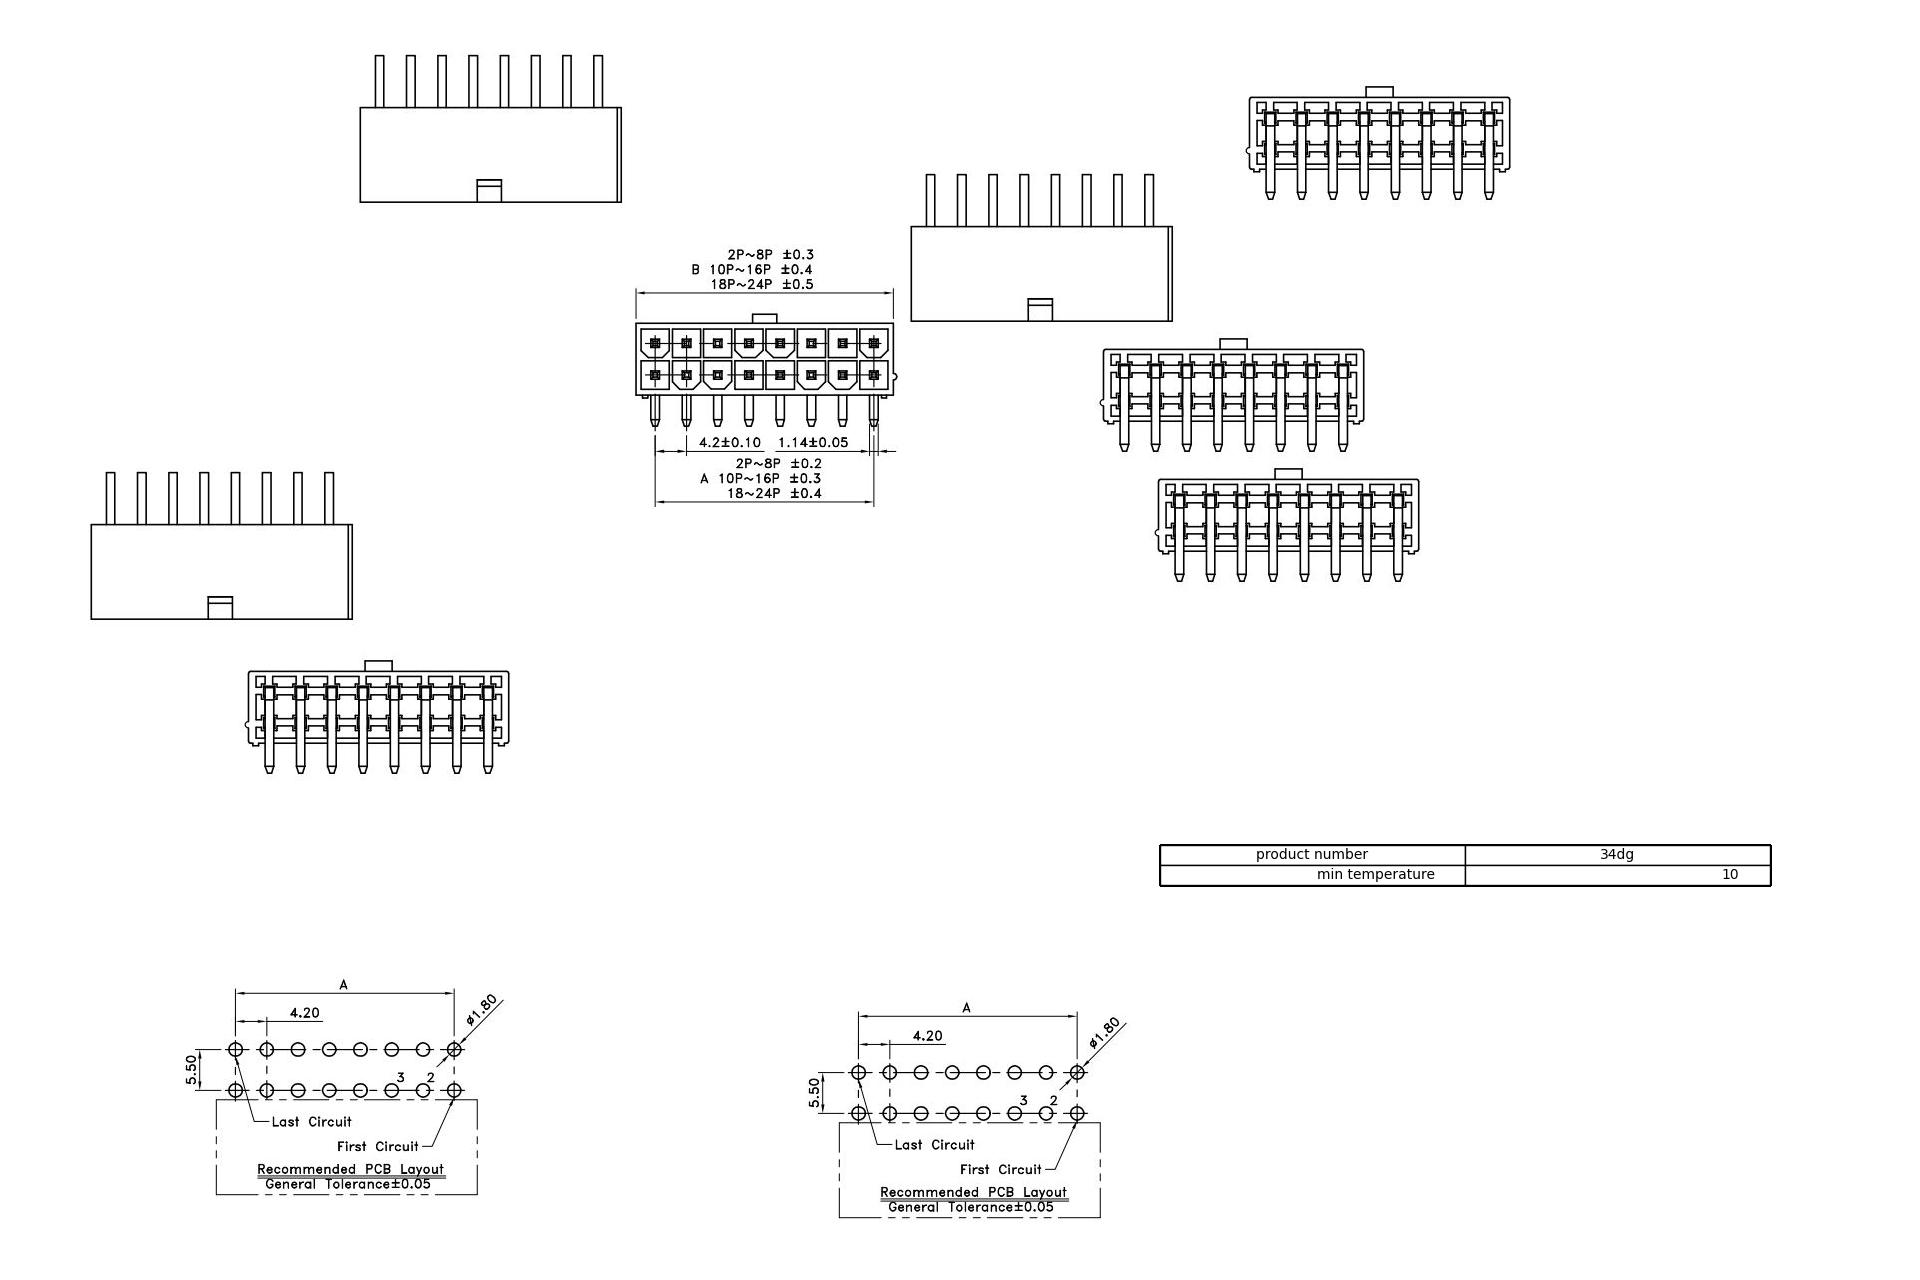 2P~8P ±0.3
B 10P~16P ±0.4
18P~24P ±0.5
4.2±0.10 1.14±0.05
2P~8P ±0.2
A 10P~16P ±0.3
18~24P ±0.4
product number 34dg
min temperature 10
A
4.20
ø1.80
5.50
3 2
Last Circuit
First Circuit
Recommended PCB Layout
General Tolerance±0.05
A
4.20
ø1.80
5.50
3 2
Last Circuit
First Circuit
Recommended PCB Layout
General Tolerance±0.05